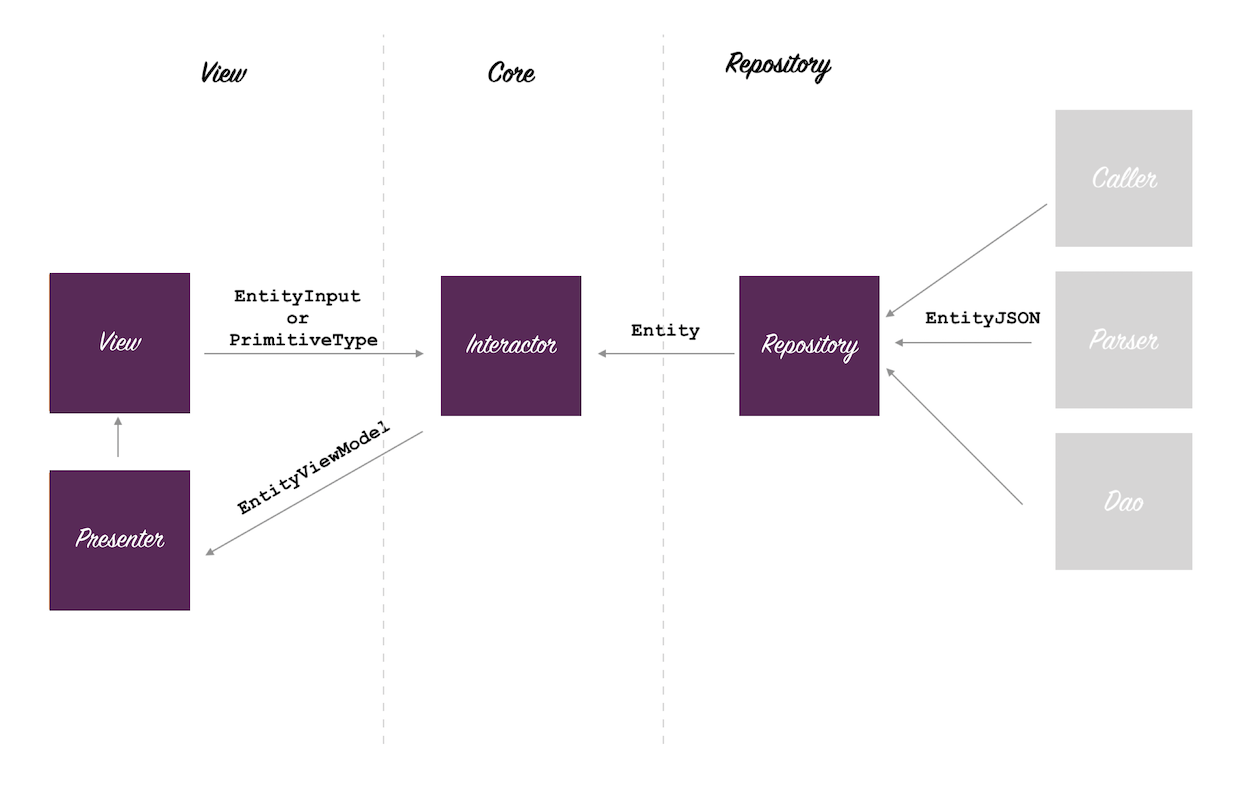 View
Core
Repository
Caller
EntityInput
or
PrimitiveType
View
Interactor
Entity
Repository
EntityJSON
Parser
EntityViewModel
Presenter
Dao